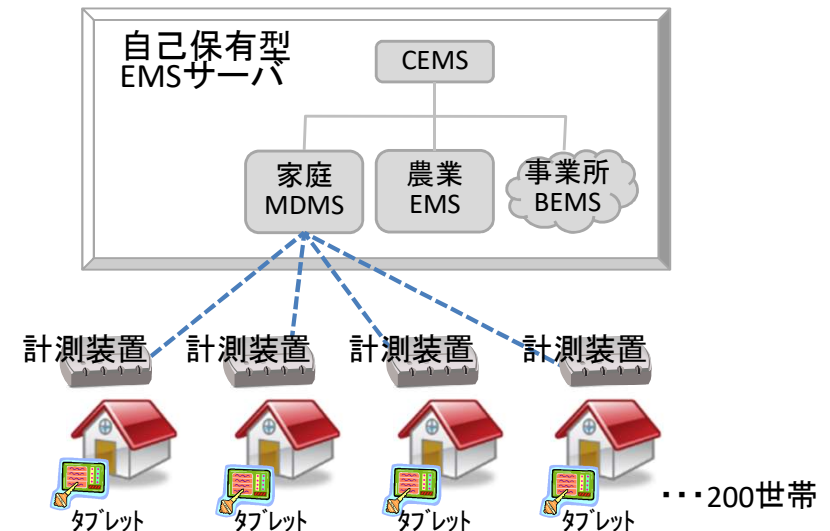 自己保有型
EMSサーバ
CEMS
家庭
MDMS
農業
EMS
事業所
BEMS
計測装置
計測装置
計測装置
計測装置
タブレット
タブレット
タブレット
タブレット
・・・200世帯